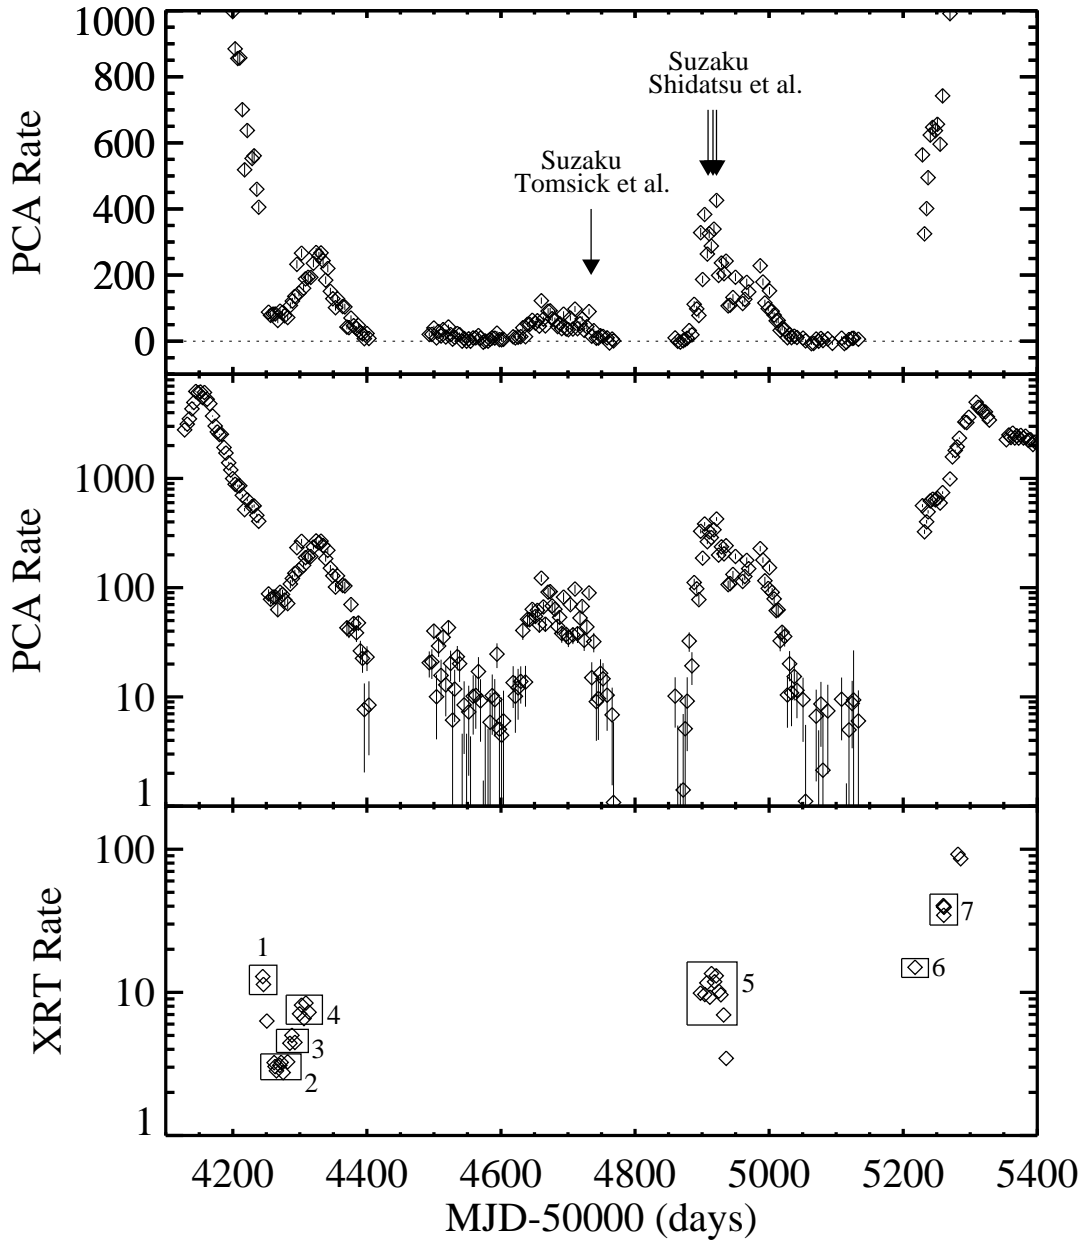 1000
800
600
400
200
0
PCA Rate
Suzaku
Shidatsu et al.
Suzaku
Tomsick et al.
1000
100
10
1
PCA Rate
100
10
1
XRT Rate
1
2
3
4
5
6
7
4200 4400 4600 4800 5000 5200 5400
MJD-50000 (days)